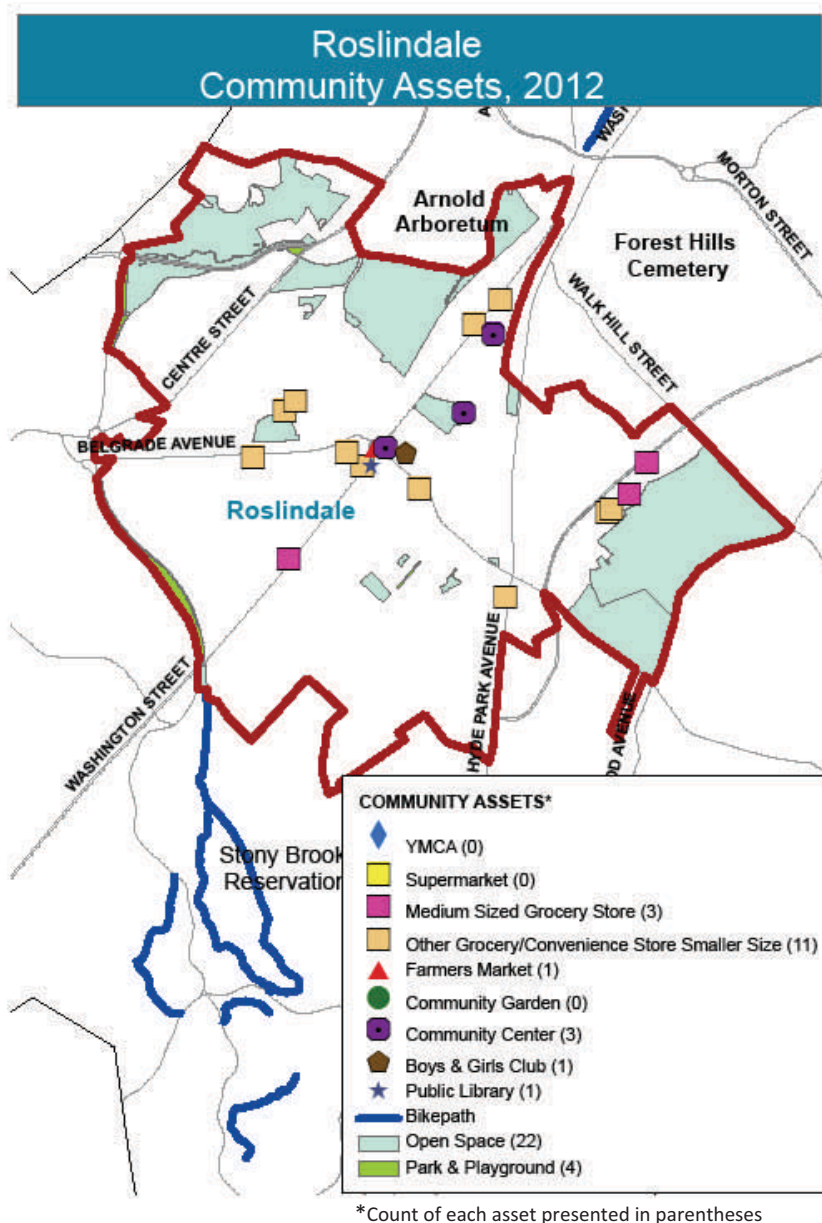 Roslindale
Community Assets, 2012
A
WASH
MORTON STREET
Arnold
Arboretum
Forest Hills
Cemetery
WALK HILL STREET
CENTRE STREET
BELGRADE AVENUE
Roslindale
WASHINGTON STREET
HYDE PARK AVENUE
OD AVENUE
Stony Brook
Reservation
COMMUNITY ASSETS*
YMCA (0)
Supermarket (0)
Medium Sized Grocery Store (3)
Other Grocery/Convenience Store Smaller Size (11)
Farmers Market (1)
Community Garden (0)
Community Center (3)
Boys & Girls Club (1)
Public Library (1)
Bikepath
Open Space (22)
Park & Playground (4)
*Count of each asset presented in parentheses